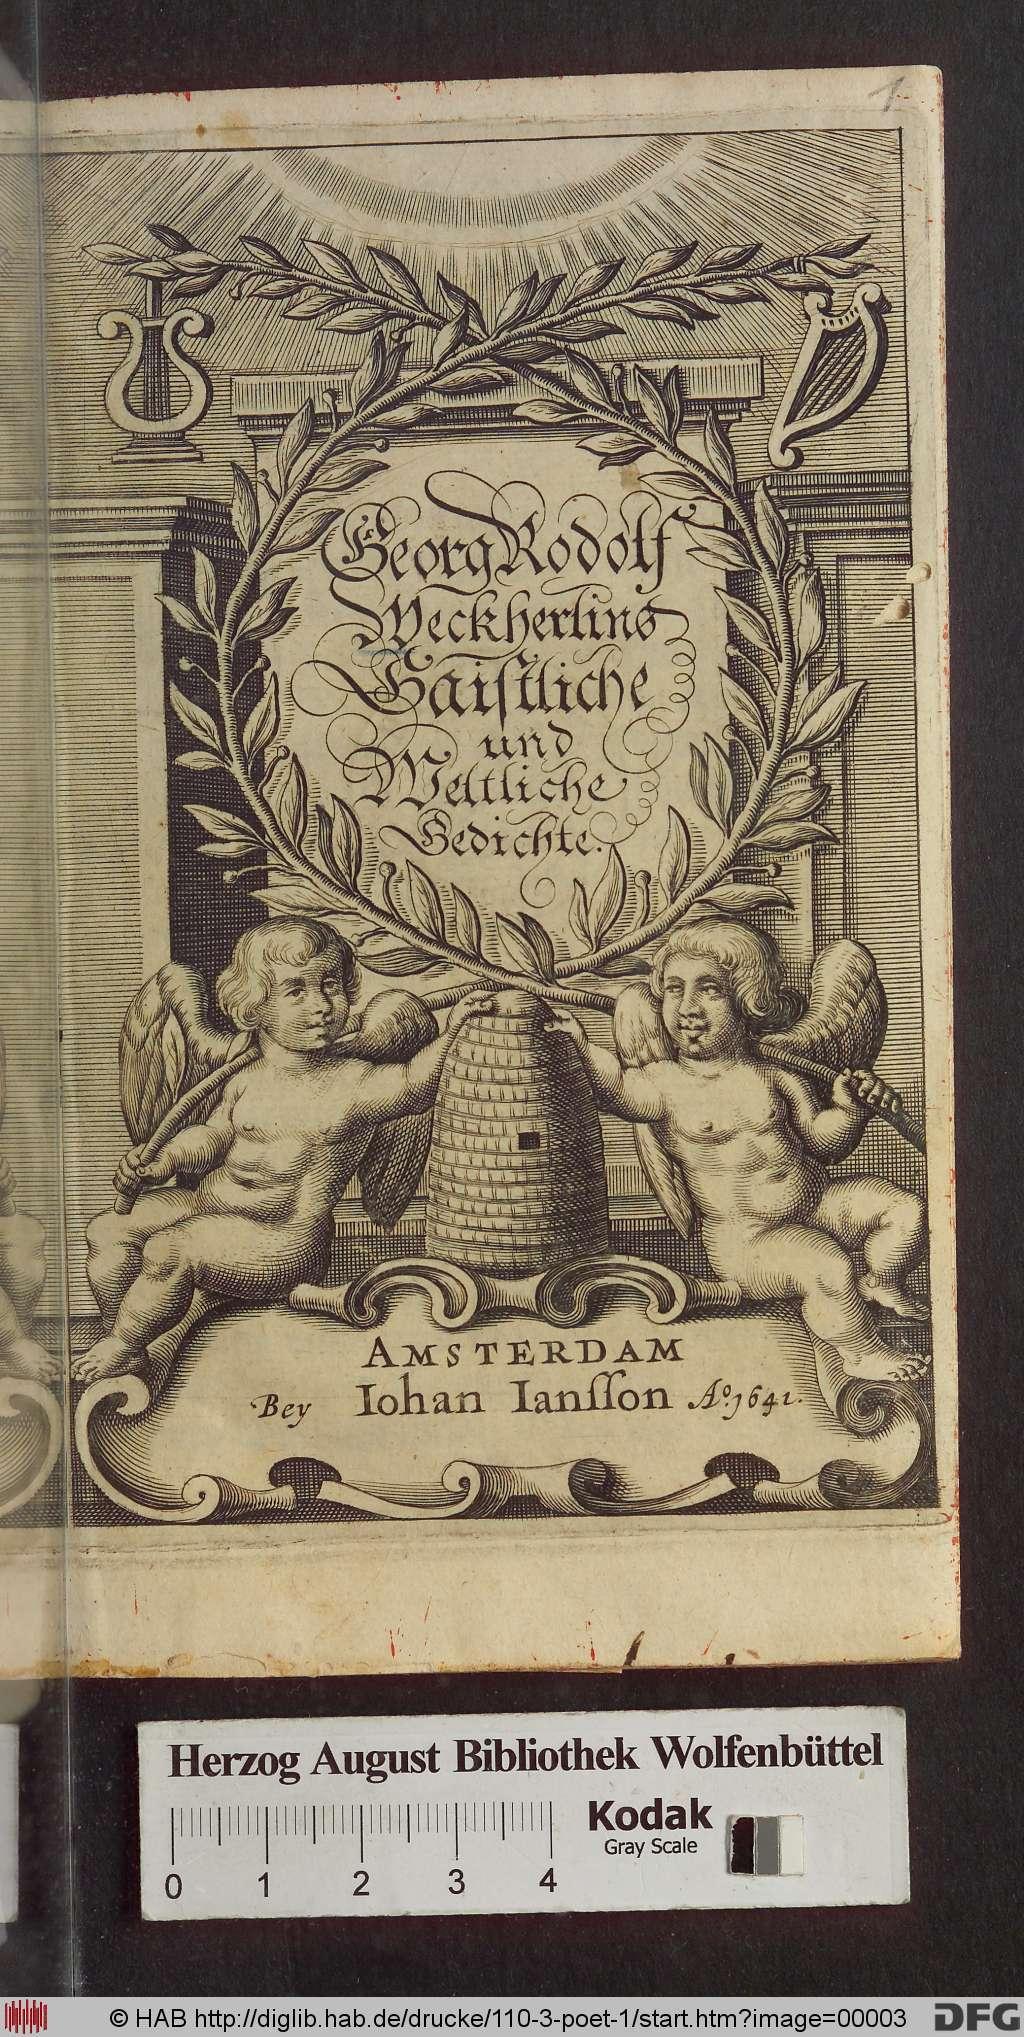 1
Georg Rodolf
Weckherlins
Gaistliche
und
Weltliche
Gedichte.
AMSTERDAM
Bey Iohan Iansson Aº. 1641.
Herzog August Bibliothek Wolfenbüttel
Kodak
Gray Scale
0 1 2 3 4
© HAB http://diglib.hab.de/drucke/110-3-poet-1/start.htm?image=00003
DFG